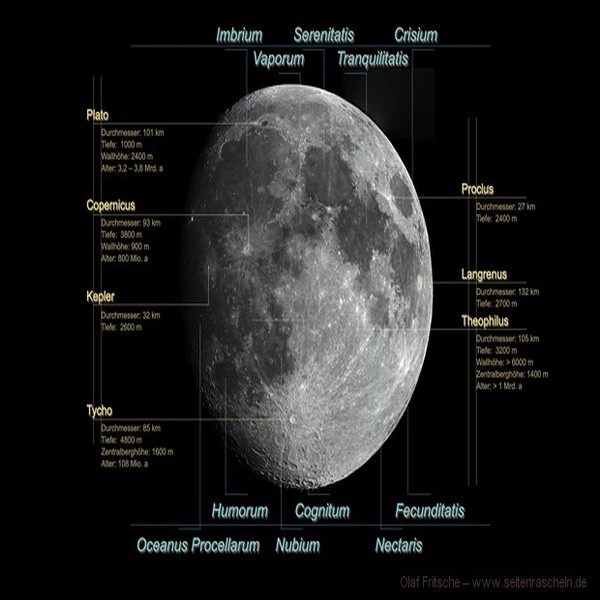 Imbrium Serenitatis Crisium
Vaporum Tranquilitatis
Plato
Durchmesser: 101 km
Tiefe: 1000 m
Wallhöhe: 2400 m
Alter: 3,2 – 3,8 Mrd. a
Copernicus
Durchmesser: 93 km
Tiefe: 3800 m
Wallhöhe: 900 m
Alter: 800 Mio. a
Kepler
Durchmesser: 32 km
Tiefe: 2600 m
Tycho
Durchmesser: 85 km
Tiefe: 4800 m
Zentralberghöhe: 1600 m
Alter: 108 Mio. a
Proclus
Durchmesser: 27 km
Tiefe: 2400 m
Langrenus
Durchmesser: 132 km
Tiefe: 2700 m
Theophilus
Durchmesser: 105 km
Tiefe: 3200 m
Wallhöhe: > 6000 m
Zentralberghöhe: 1400 m
Alter: > 1 Mrd. a
Humorum Cognitum Fecunditatis
Oceanus Procellarum Nubium Nectaris
Olaf Fritsche – www.seitenrascheln.de